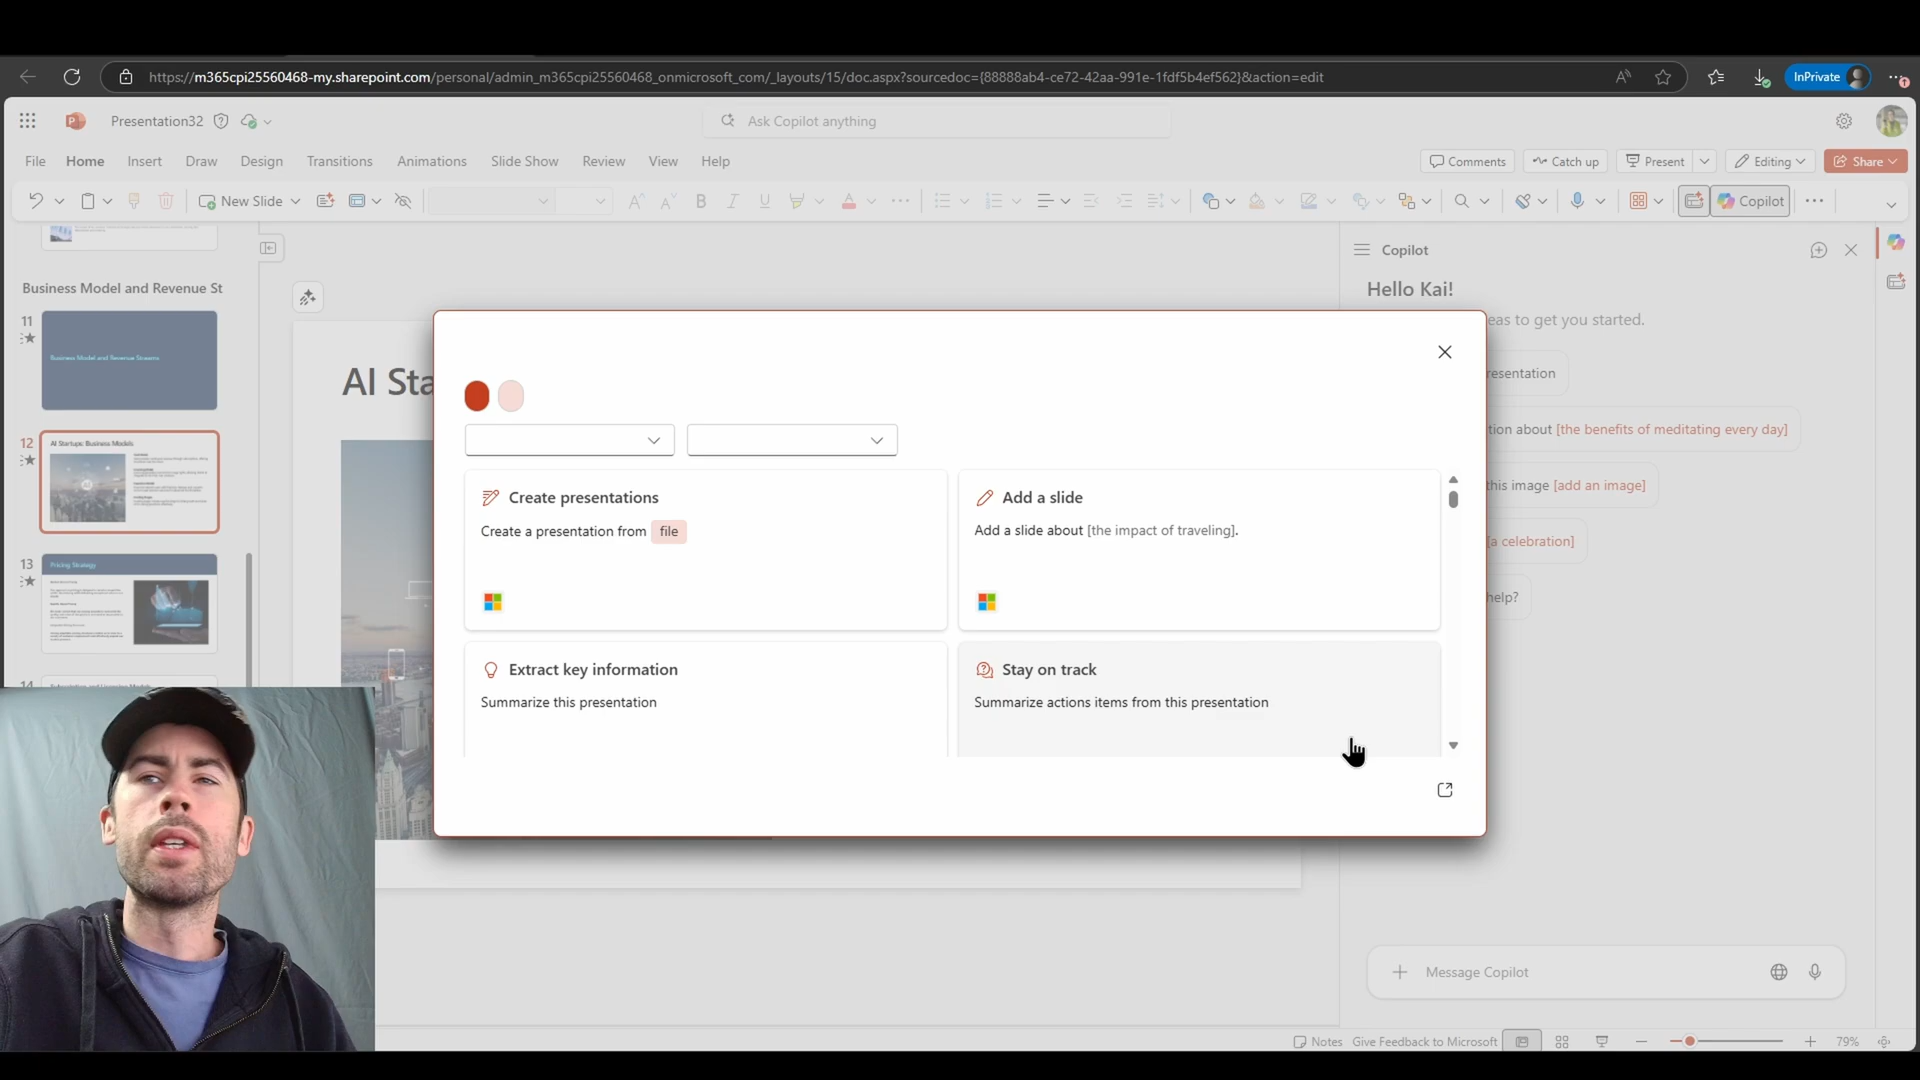 https://m365cpi25560468-my.sharepoint.com/personal/admin_m365cpi25560468_onmicrosoft_com/_layouts/15/doc.aspx?sourcedoc={88888ab4-ce72-42aa-991e-1fdf5b4ef562}&action=edit
InPrivate
Presentation32
Ask Copilot anything
File Home Insert Draw Design Transitions Animations Slide Show Review View Help
Comments Catch up Present Editing Share
New Slide
Copilot
Copilot
Business Model and Revenue St
Hello Kai!
eas to get you started.
11
Business Model and Revenue Streams
resentation
AI Sta
tion about [the benefits of meditating every day]
12
AI Startups: Business Models
Create presentations
Create a presentation from file
Add a slide
Add a slide about [the impact of traveling].
this image [add an image]
[a celebration]
13
Pricing Strategy
help?
Extract key information
Summarize this presentation
Stay on track
Summarize actions items from this presentation
14
Message Copilot
Notes Give Feedback to Microsoft
79%